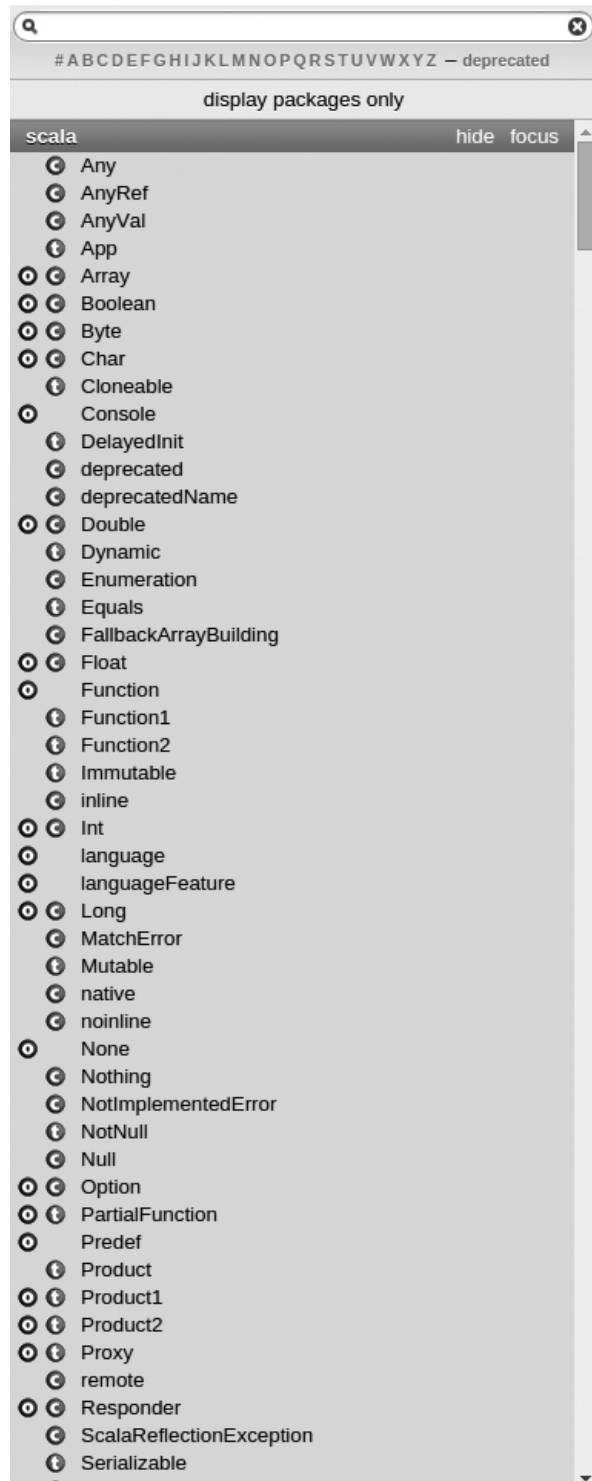 # A B C D E F G H I J K L M N O P Q R S T U V W X Y Z – deprecated
display packages only
scala hide focus
C Any
C AnyRef
C AnyVal
t App
O C Array
O C Boolean
O C Byte
O C Char
t Cloneable
O Console
t DelayedInit
C deprecated
C deprecatedName
O C Double
t Dynamic
C Enumeration
t Equals
C FallbackArrayBuilding
O C Float
O Function
t Function1
t Function2
t Immutable
C inline
O C Int
O language
O languageFeature
O C Long
C MatchError
t Mutable
C native
C noinline
O None
C Nothing
C NotImplementedError
t NotNull
C Null
O C Option
O t PartialFunction
O Predef
t Product
O t Product1
O t Product2
O t Proxy
C remote
O C Responder
C ScalaReflectionException
t Serializable